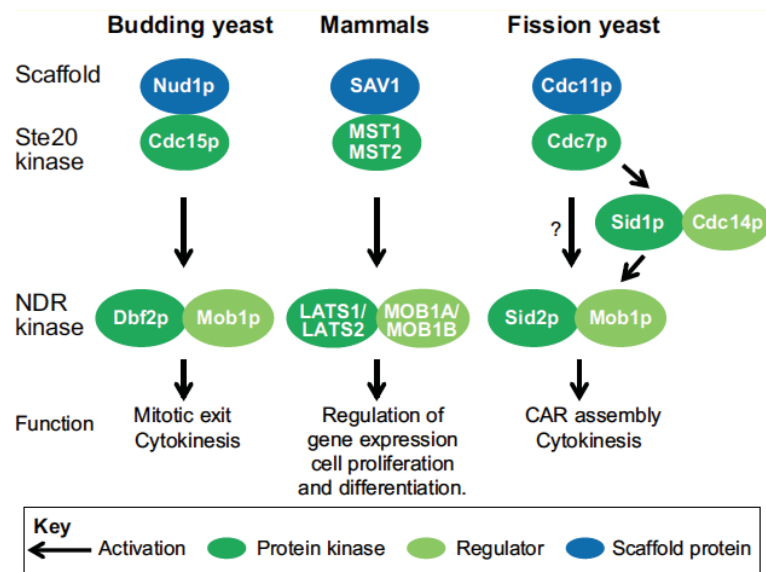 Budding yeast Mammals Fission yeast
Scaffold Nud1p SAV1 Cdc11p
Ste20 kinase Cdc15p MST1 MST2 Cdc7p
? Sid1p Cdc14p
NDR kinase Dbf2p Mob1p LATS1/ LATS2 MOB1A/ MOB1B Sid2p Mob1p
Function Mitotic exit Regulation of CAR assembly
Cytokinesis gene expression Cytokinesis
cell proliferation
and differentiation.
Key
Activation Protein kinase Regulator Scaffold protein